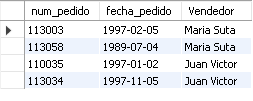 num_pedido fecha_pedido Vendedor
113003 1997-02-05 Maria Suta
113058 1989-07-04 Maria Suta
110035 1997-01-02 Juan Victor
113034 1997-11-05 Juan Victor